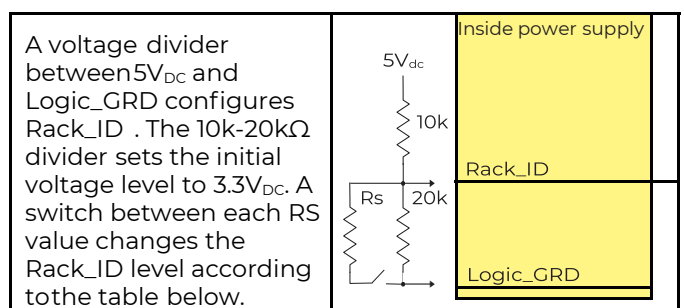 A voltage divider
between 5VDC and
Logic_GRD configures
Rack_ID . The 10k-20kΩ
divider sets the initial
voltage level to 3.3VDC. A
switch between each RS
value changes the
Rack_ID level according
tothe table below.
5Vdc
10k
Rs
20k
Inside power supply
Rack_ID
Logic_GRD